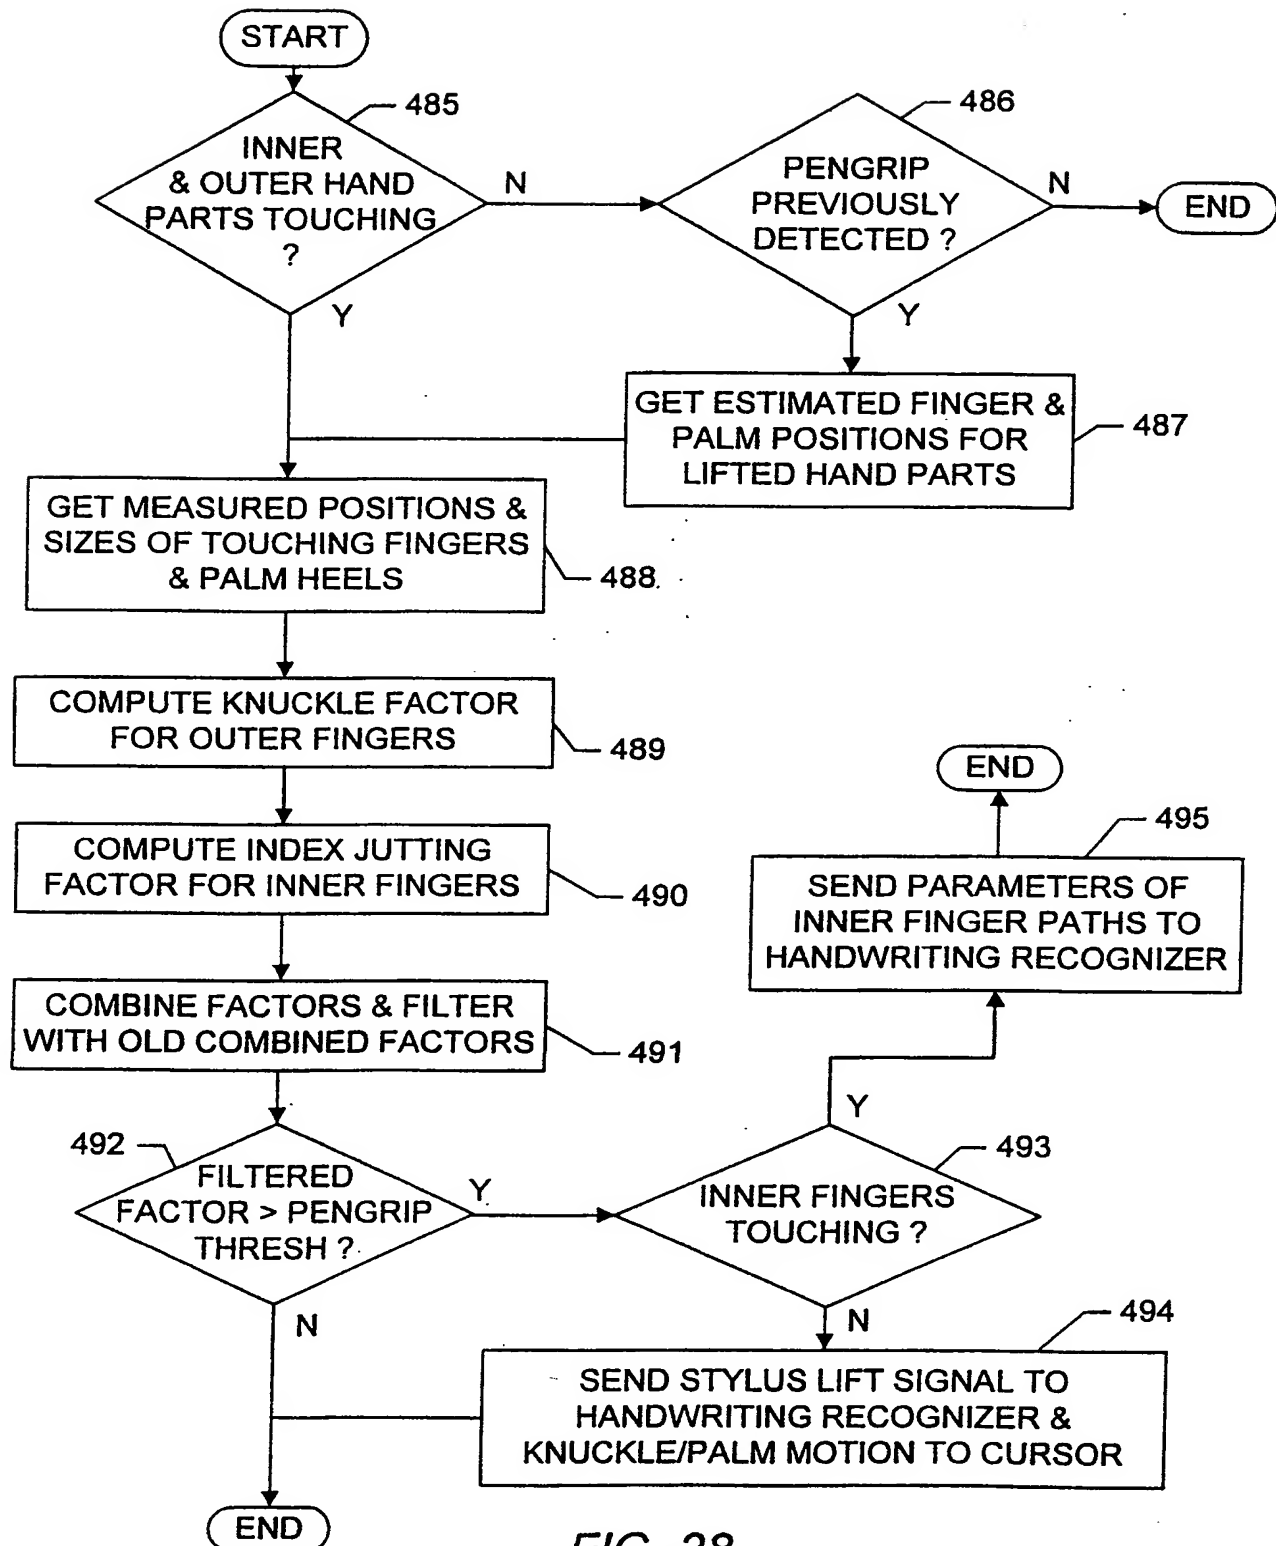 START
485
INNER
& OUTER HAND
PARTS TOUCHING
?
N
Y
486
PENGRIP
PREVIOUSLY
DETECTED ?
N
END
Y
GET ESTIMATED FINGER &
PALM POSITIONS FOR
LIFTED HAND PARTS
487
GET MEASURED POSITIONS &
SIZES OF TOUCHING FINGERS
& PALM HEELS
488
COMPUTE KNUCKLE FACTOR
FOR OUTER FINGERS
489
COMPUTE INDEX JUTTING
FACTOR FOR INNER FINGERS
490
COMBINE FACTORS & FILTER
WITH OLD COMBINED FACTORS
491
492
FILTERED
FACTOR > PENGRIP
THRESH ?
Y
N
END
495
SEND PARAMETERS OF
INNER FINGER PATHS TO
HANDWRITING RECOGNIZER
Y
493
INNER FINGERS
TOUCHING ?
N
494
SEND STYLUS LIFT SIGNAL TO
HANDWRITING RECOGNIZER &
KNUCKLE/PALM MOTION TO CURSOR
END